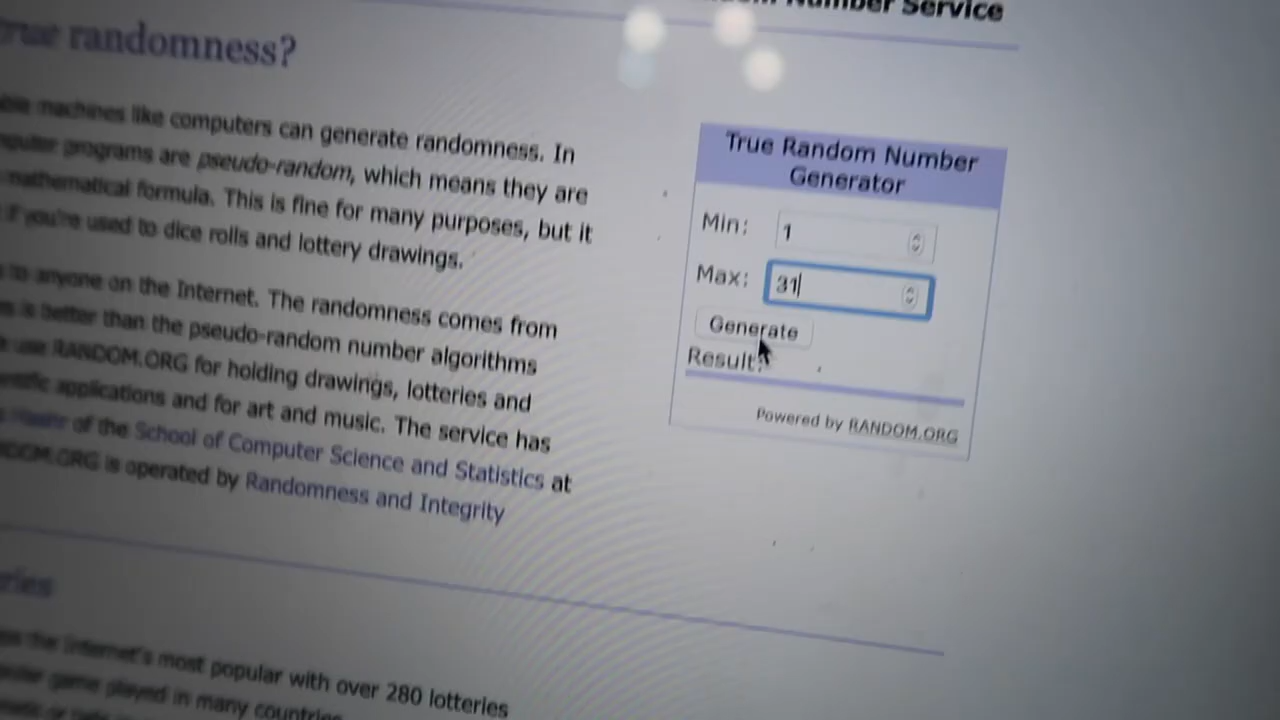 Number Service
true randomness?
machines like computers can generate randomness. In
programs are pseudo-random, which means they are
mathematical formula. This is fine for many purposes, but it
if you're used to dice rolls and lottery drawings.
to anyone on the Internet. The randomness comes from
is better than the pseudo-random number algorithms
use RANDOM.ORG for holding drawings, lotteries and
applications and for art and music. The service has
of the School of Computer Science and Statistics at
is operated by Randomness and Integrity
True Random Number
Generator
Min: 1
Max: 31
Generate
Result:
Powered by RANDOM.ORG
the Internet's most popular with over 280 lotteries
game played in many countries